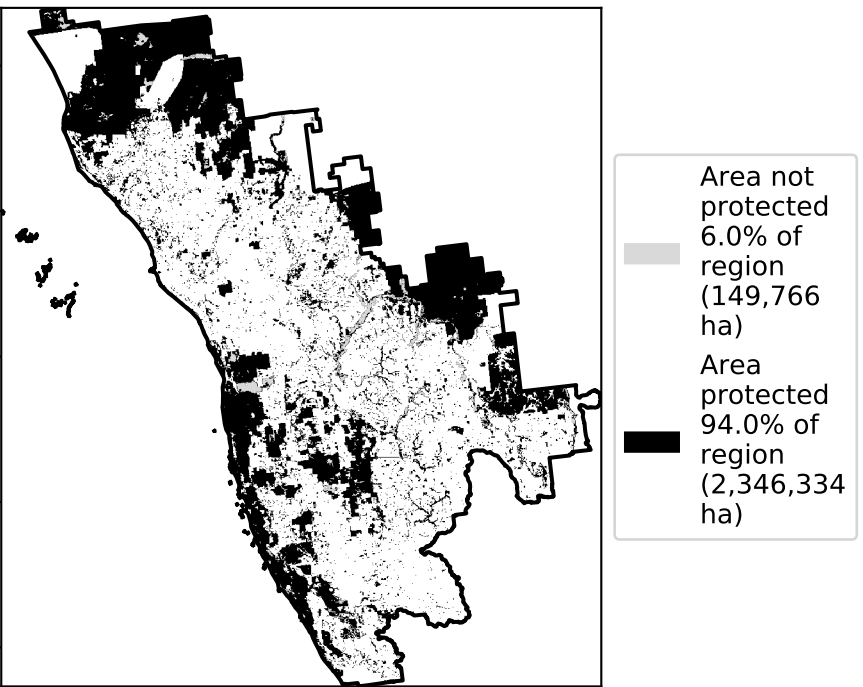 Area not
protected
6.0% of
region
(149,766
ha)
Area
protected
94.0% of
region
(2,346,334
ha)